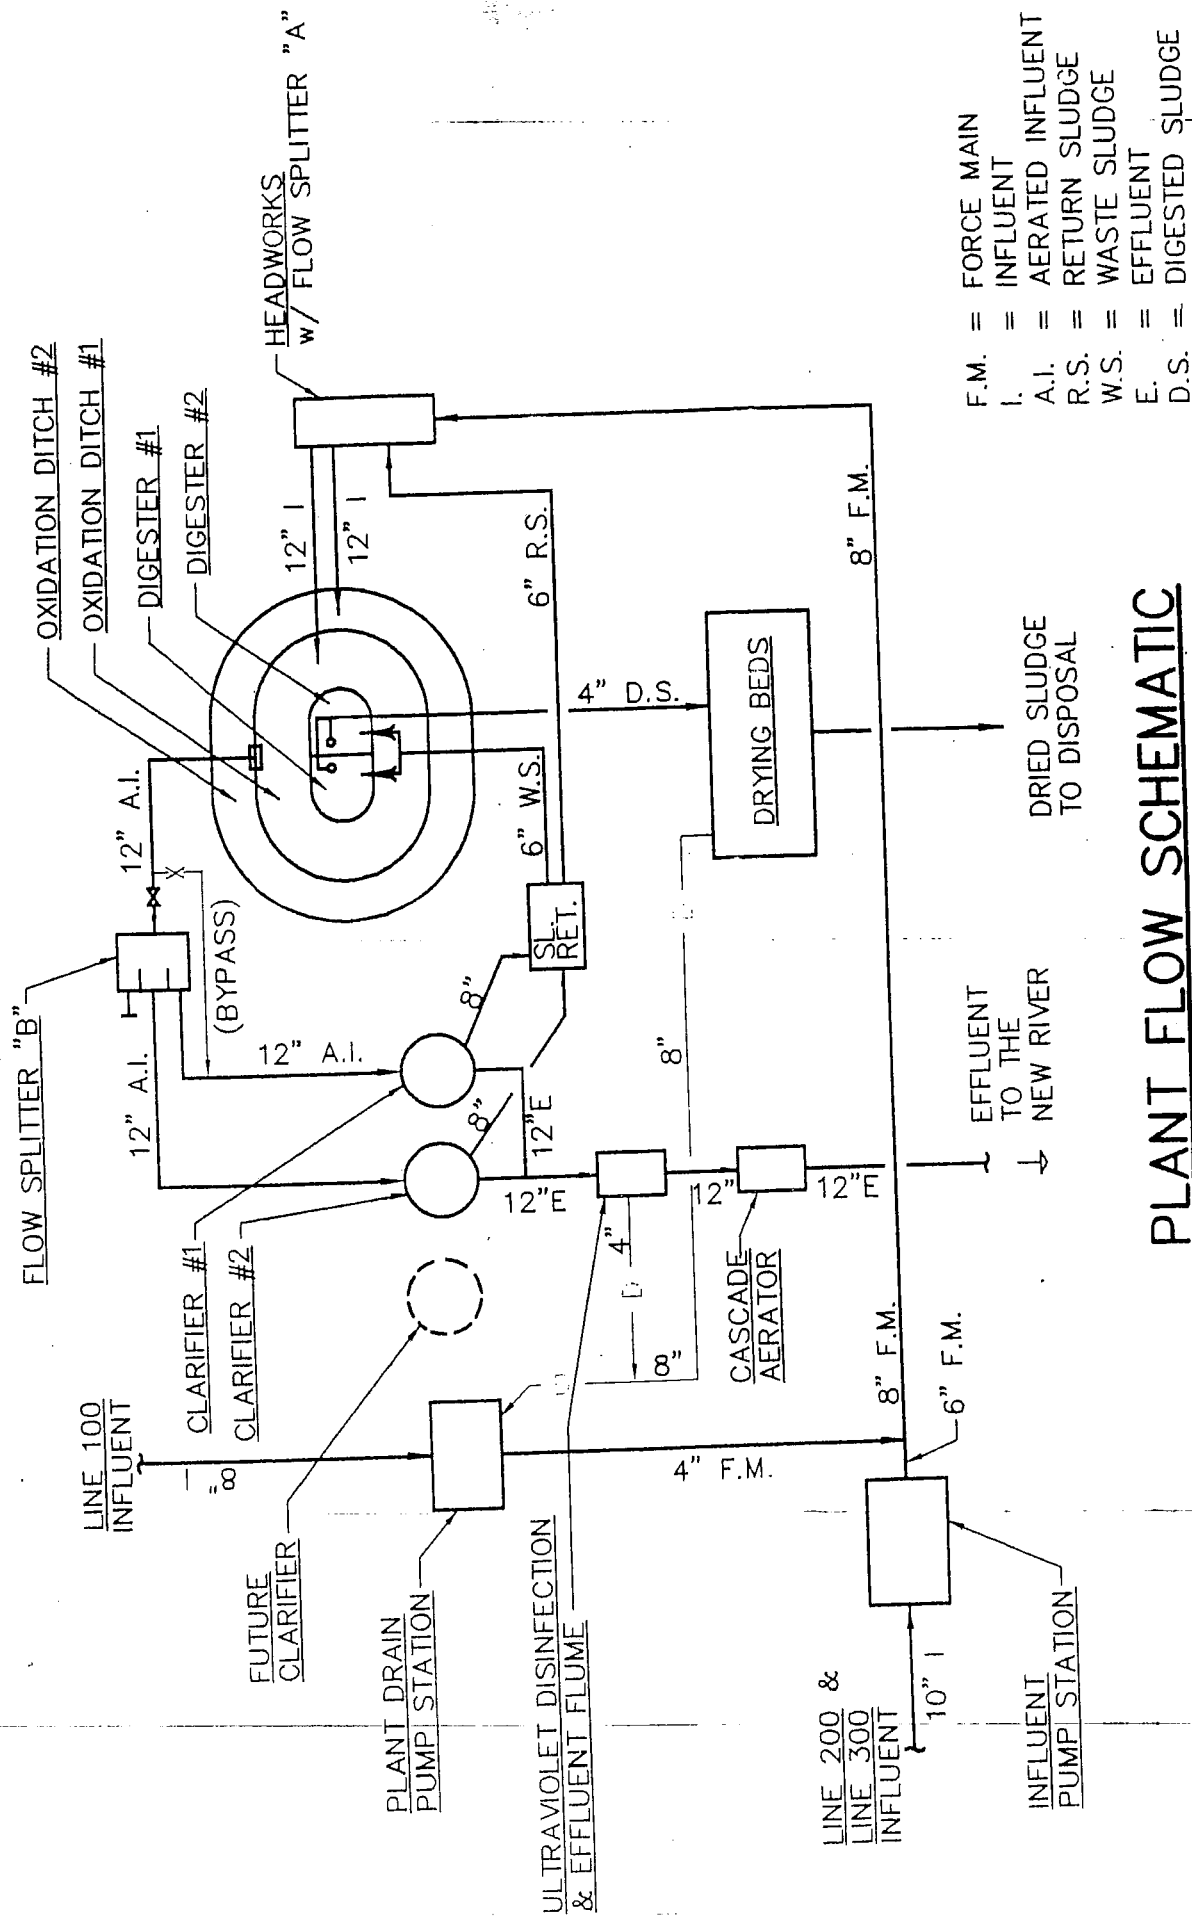 OXIDATION DITCH #2
OXIDATION DITCH #1
DIGESTER #1
DIGESTER #2
HEADWORKS
w/ FLOW SPLITTER "A"
FLOW SPLITTER "B"
12" A.I.
12" A.I.
(BYPASS)
12" A.I.
12" I
12" I
6" R.S.
6" W.S.
4" D.S.
SL.
RET.
8"
8"
12"E
12"E
CLARIFIER #1
CLARIFIER #2
LINE 100
INFLUENT
8" I
FUTURE
CLARIFIER
PLANT DRAIN
PUMP STATION
ULTRAVIOLET DISINFECTION
& EFFLUENT FLUME
4"
D
8"
D
12"
CASCADE
AERATOR
12"E
8"
D
DRYING BEDS
8" F.M.
4" F.M.
8" F.M.
6" F.M.
LINE 200 &
LINE 300
INFLUENT
10" I
INFLUENT
PUMP STATION
EFFLUENT
TO THE
NEW RIVER
DRIED SLUDGE
TO DISPOSAL
F.M. = FORCE MAIN
I. = INFLUENT
A.I. = AERATED INFLUENT
R.S. = RETURN SLUDGE
W.S. = WASTE SLUDGE
E. = EFFLUENT
D.S. = DIGESTED SLUDGE
PLANT FLOW SCHEMATIC